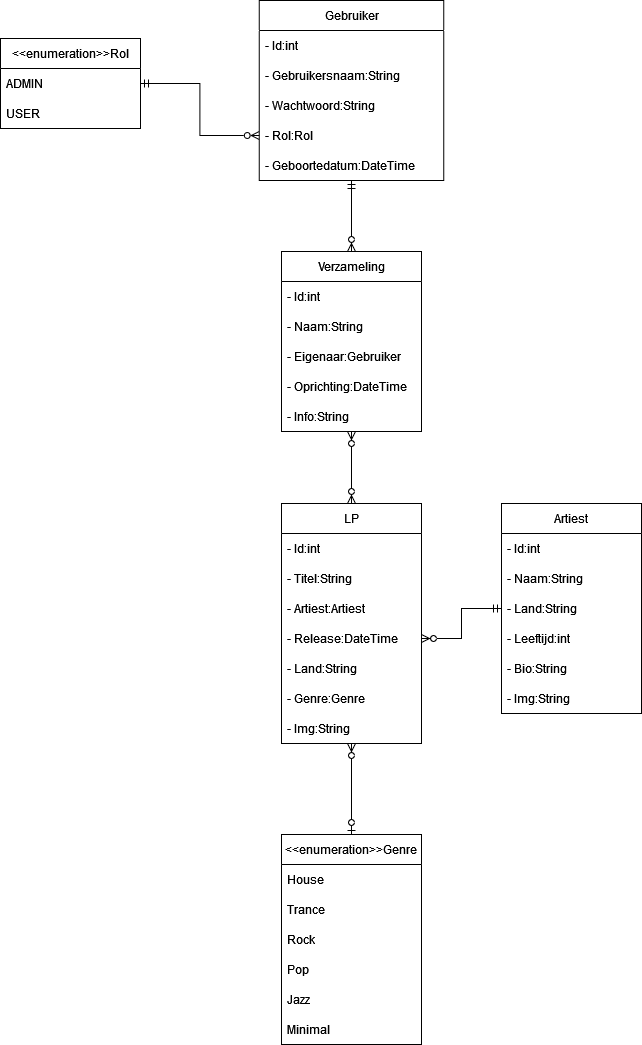 Gebruiker
- Id:int
- Gebruikersnaam:String
- Wachtwoord:String
- Rol:Rol
- Geboortedatum:DateTime
<<enumeration>>Rol
ADMIN
USER
Verzameling
- Id:int
- Naam:String
- Eigenaar:Gebruiker
- Oprichting:DateTime
- Info:String
LP
- Id:int
- Titel:String
- Artiest:Artiest
- Release:DateTime
- Land:String
- Genre:Genre
- Img:String
Artiest
- Id:int
- Naam:String
- Land:String
- Leeftijd:int
- Bio:String
- Img:String
<<enumeration>>Genre
House
Trance
Rock
Pop
Jazz
Minimal